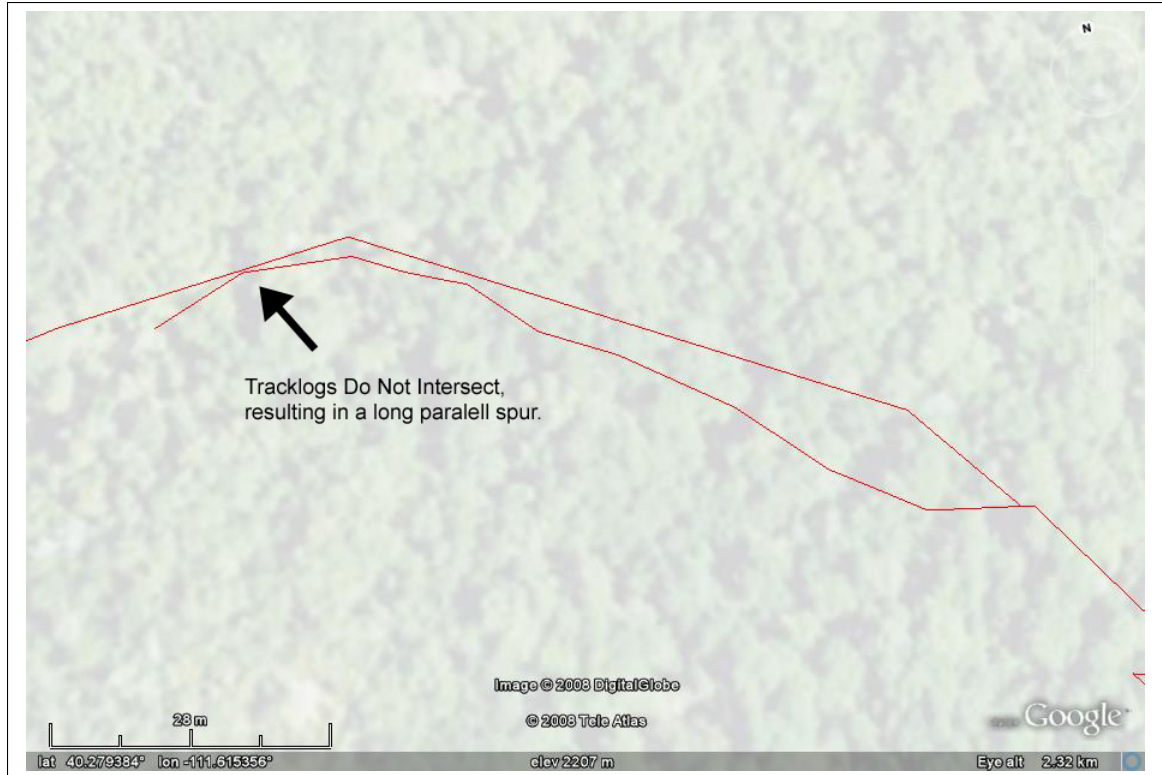 N
Tracklogs Do Not Intersect,
resulting in a long paralell spur.
Image © 2008 DigitalGlobe
28 m
© 2008 Tele Atlas
Google
lat 40.279384° lon -111.615356°
elev 2207 m
Eye alt 2.32 km